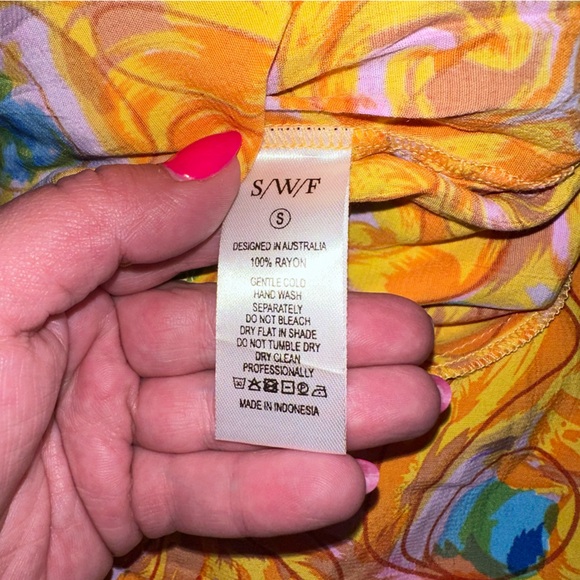 S/W/F
S
DESIGNED IN AUSTRALIA
100% RAYON
GENTLE COLD
HAND WASH
SEPARATELY
DO NOT BLEACH
DRY FLAT IN SHADE
DO NOT TUMBLE DRY
DRY CLEAN
PROFESSIONALLY
MADE IN INDONESIA